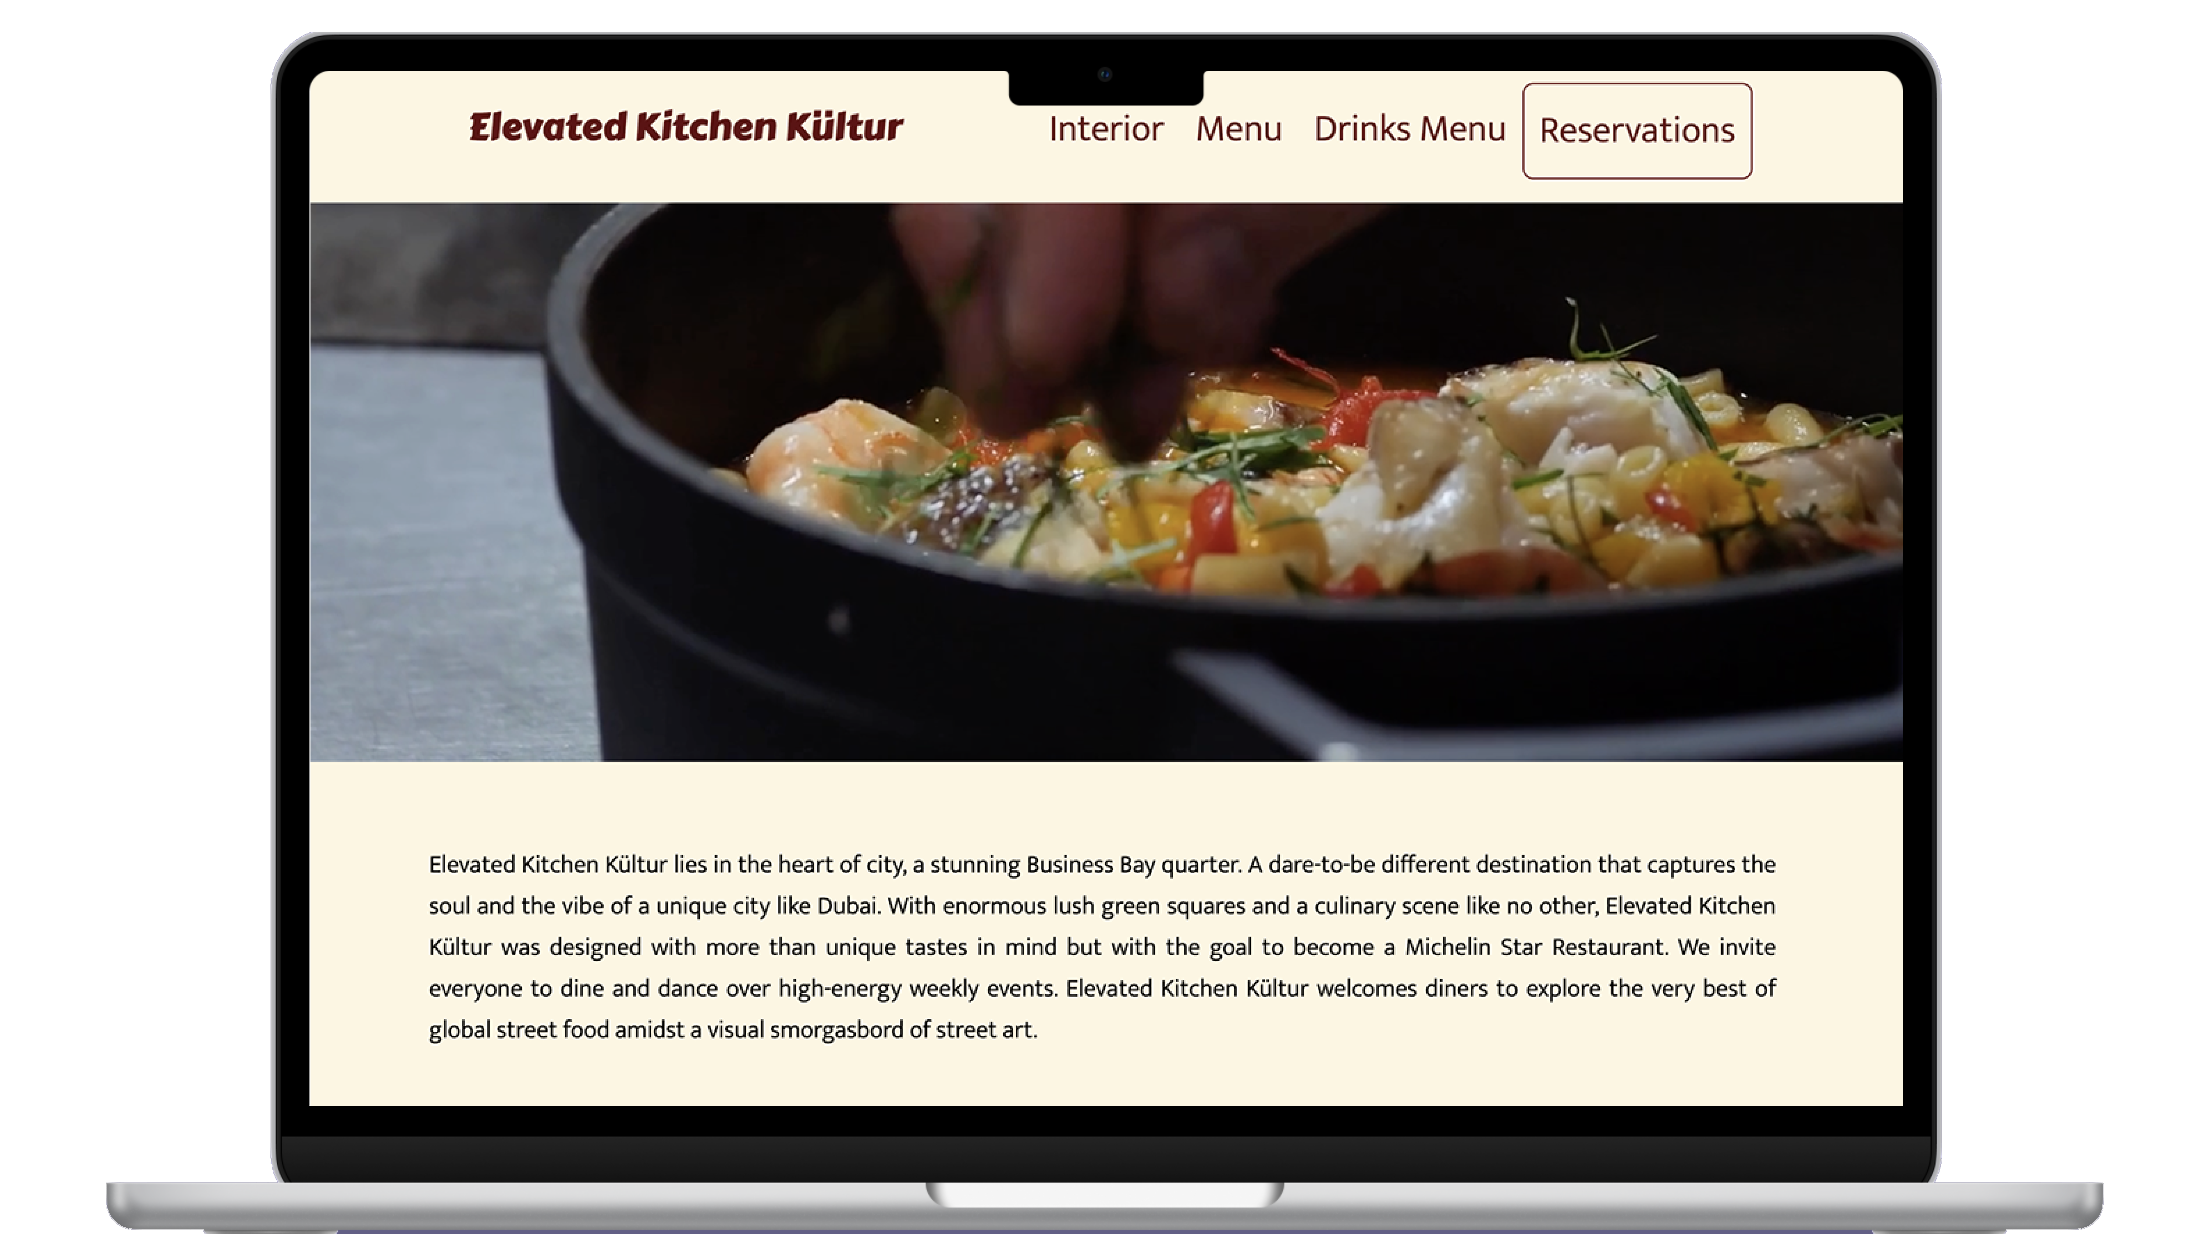 Elevated Kitchen Kültur
Interior Menu Drinks Menu Reservations
Elevated Kitchen Kültur lies in the heart of city, a stunning Business Bay quarter. A dare-to-be different destination that captures the
soul and the vibe of a unique city like Dubai. With enormous lush green squares and a culinary scene like no other, Elevated Kitchen
Kültur was designed with more than unique tastes in mind but with the goal to become a Michelin Star Restaurant. We invite
everyone to dine and dance over high-energy weekly events. Elevated Kitchen Kültur welcomes diners to explore the very best of
global street food amidst a visual smorgasbord of street art.